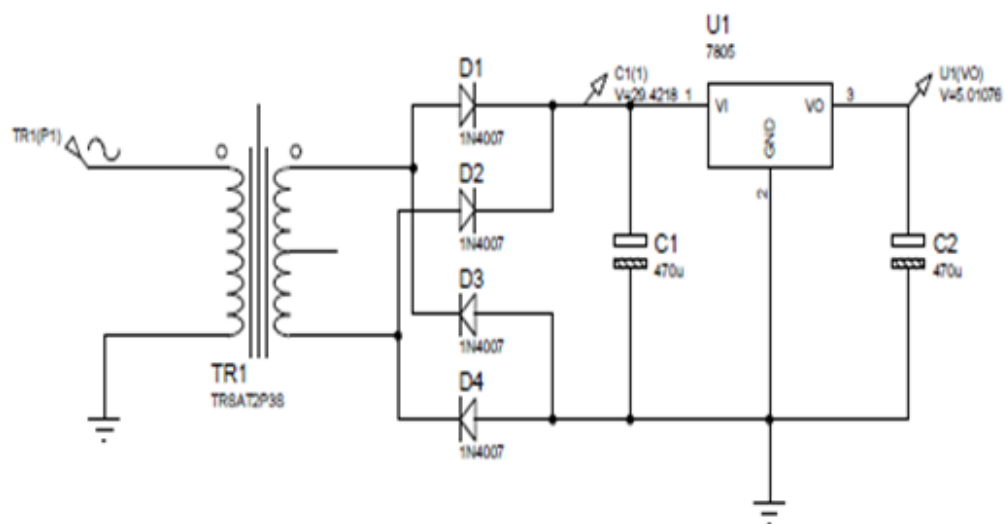 U1
7805
D1
C1(1)
V=29.4218
U1(VO)
V=5.01076
1
VI
VO
3
TR1(P1)
1N4007
GND
D2
2
1N4007
C1
470u
C2
470u
D3
1N4007
TR1
TRSAT2P3S
D4
1N4007